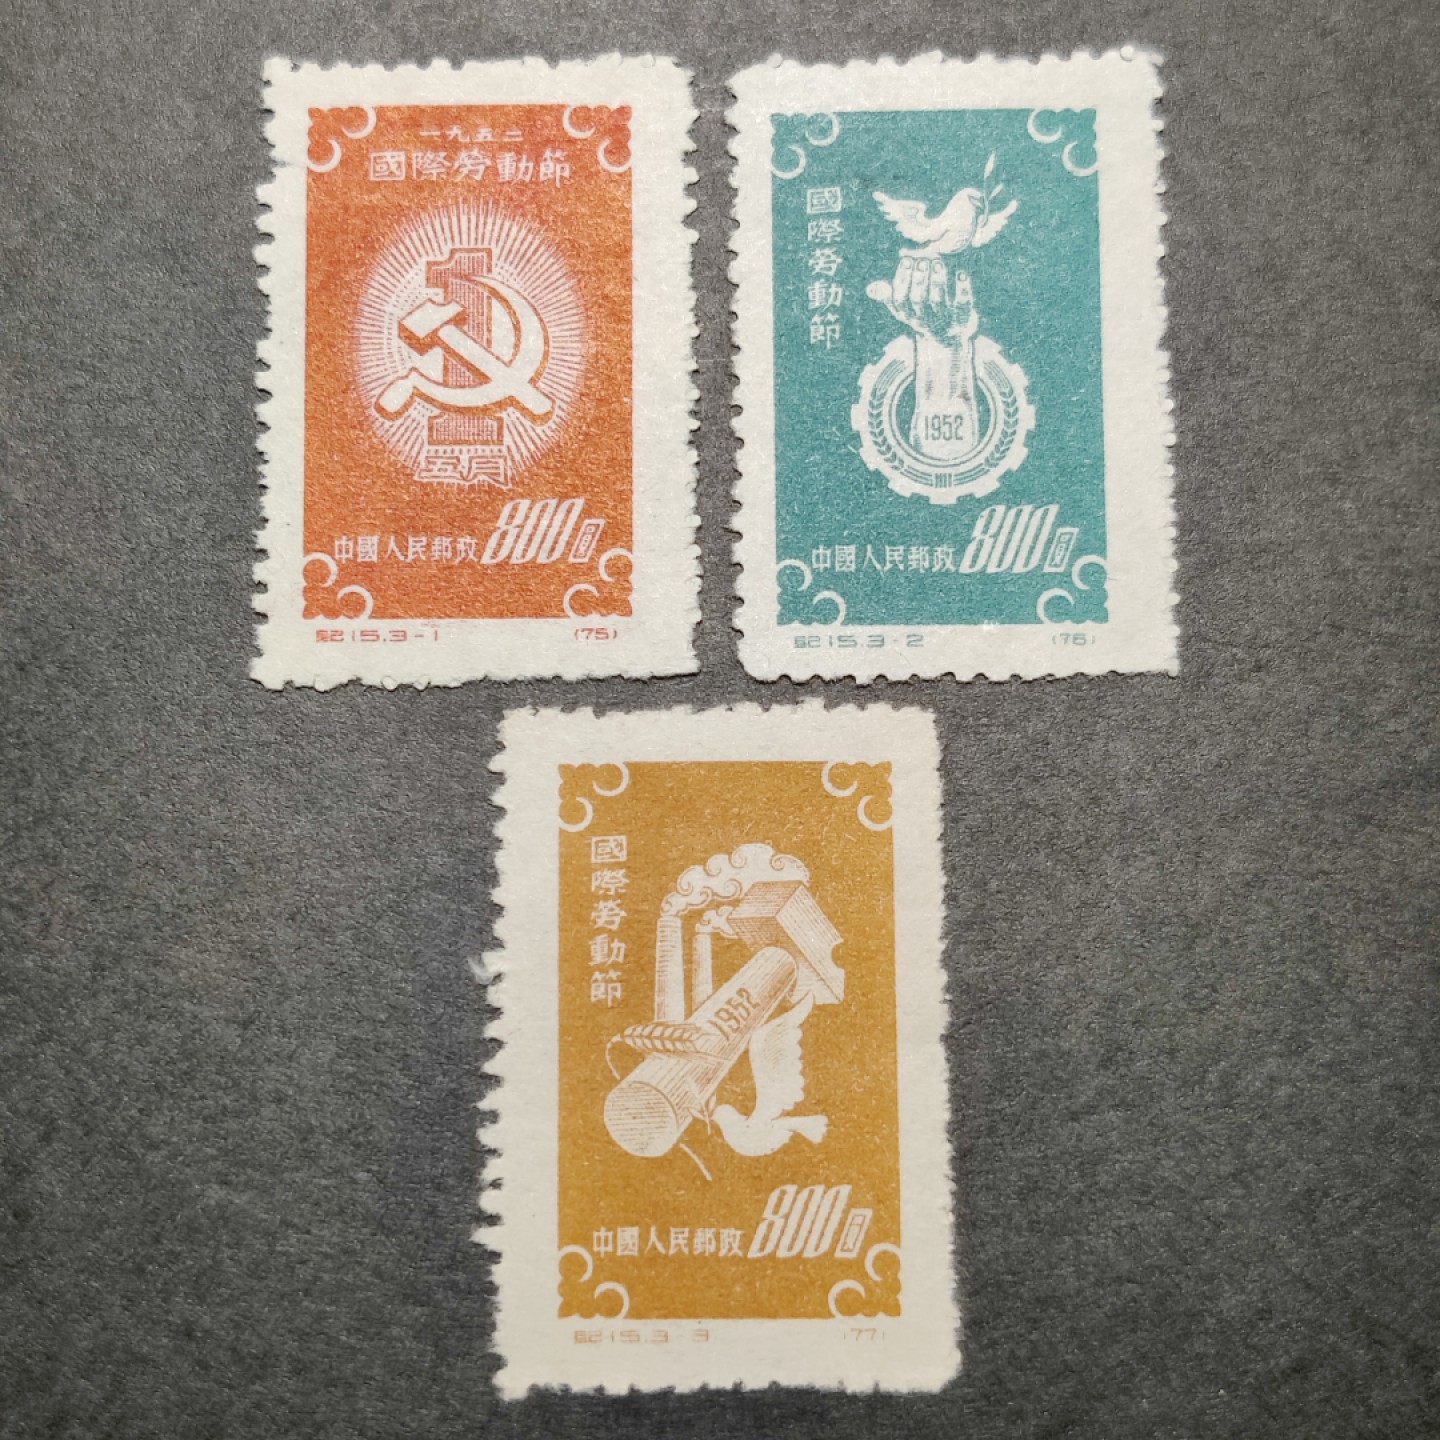 一九五二
國際勞動節
1
五月
中國人民郵政 800圓
紀15.3-1 (75)
國際勞動節
1952
中國人民郵政 800圓
紀15.3-2 (76)
國際勞動節
1952
中國人民郵政 800圓
紀15.3-3 (77)